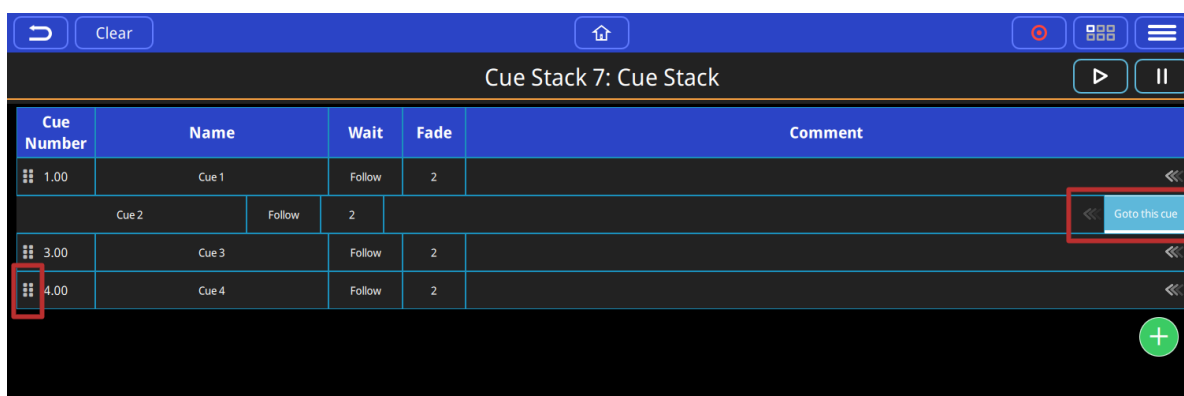 Clear
Cue Stack 7: Cue Stack
Cue Number Name Wait Fade Comment
1.00 Cue 1 Follow 2
Cue 2 Follow 2 Goto this cue
3.00 Cue 3 Follow 2
4.00 Cue 4 Follow 2